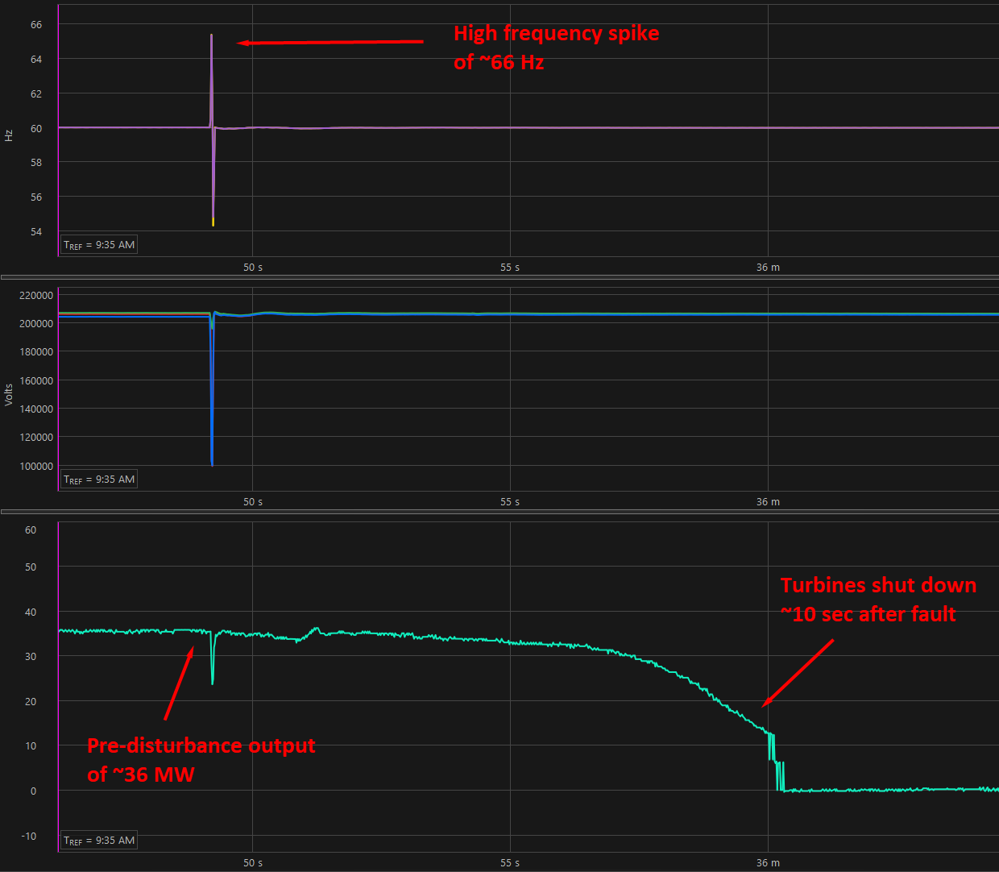 66
High frequency spike
of ~66 Hz
64
62
60
Hz
58
56
54
TREF = 9:35 AM
50 s
55 s
36 m
220000
200000
180000
160000
Volts
140000
120000
100000
TREF = 9:35 AM
50 s
55 s
36 m
60
50
Turbines shut down
~10 sec after fault
40
30
20
Pre-disturbance output
of ~36 MW
10
0
-10
TREF = 9:35 AM
50 s
55 s
36 m